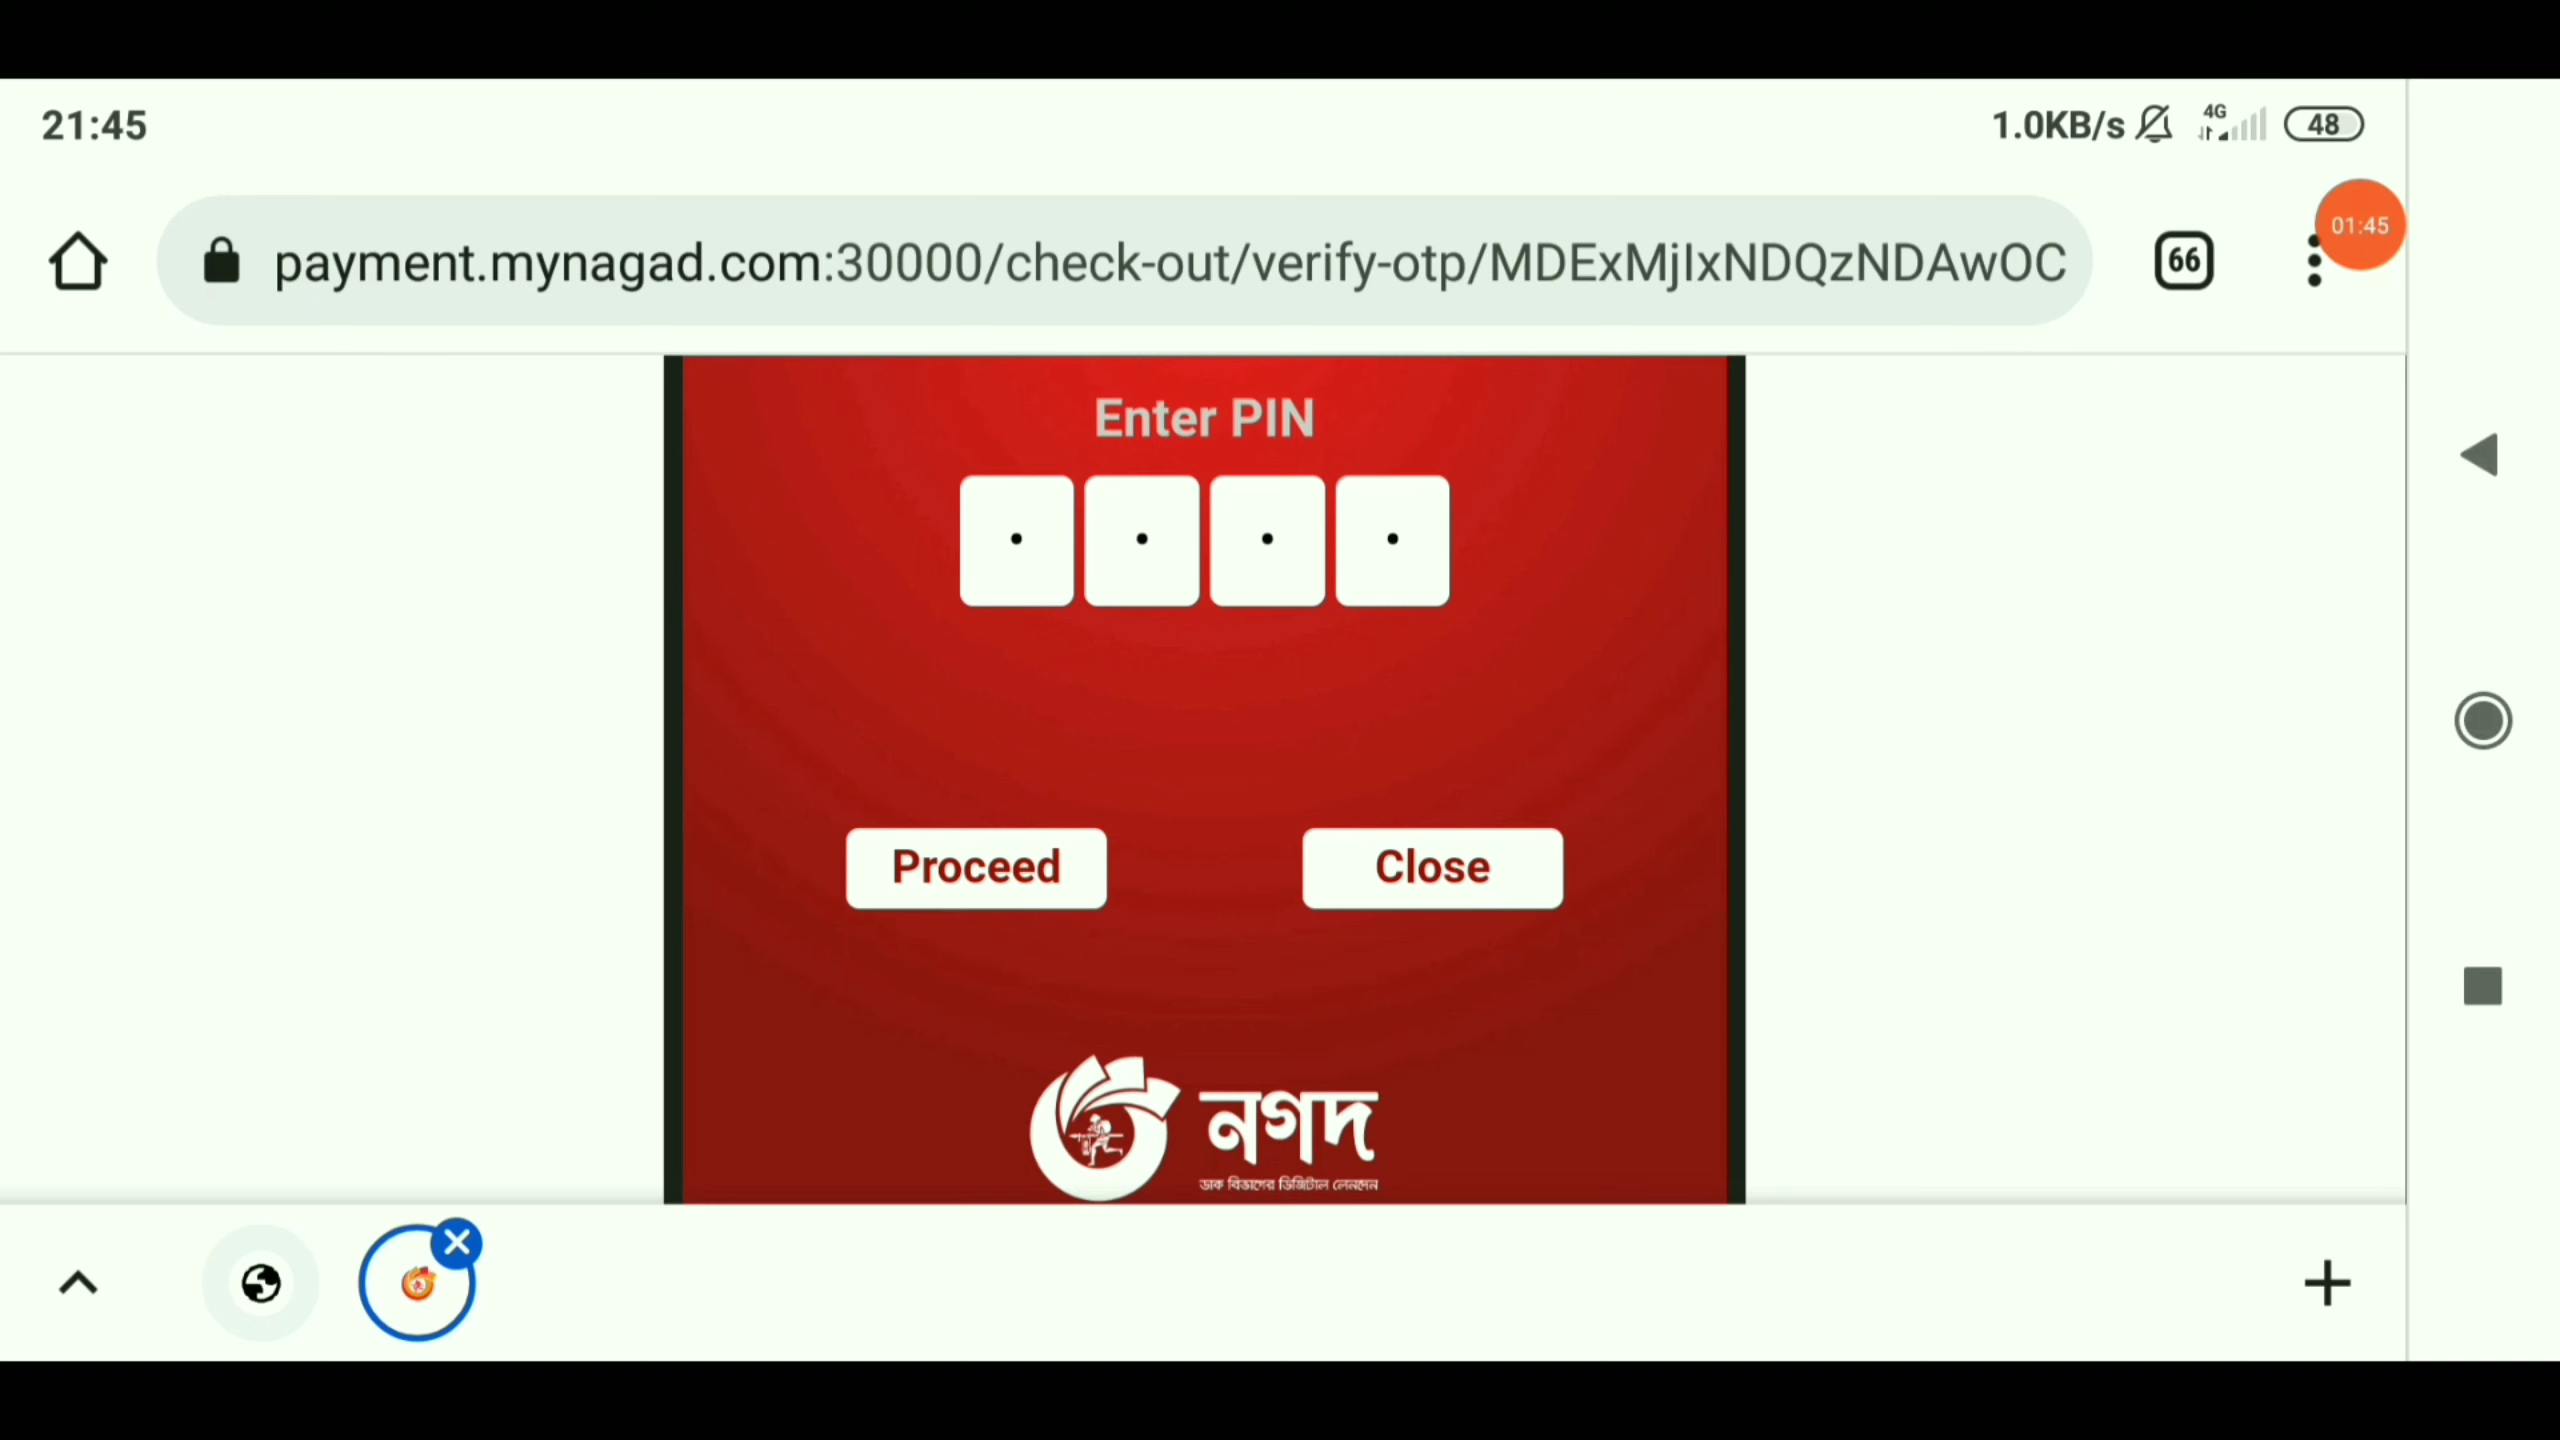 21:45
1.0KB/s 4G 48
payment.mynagad.com:30000/check-out/verify-otp/MDExMjIxNDQzNDAwOC
66
01:45
Enter PIN
Proceed Close
নগদ
ডাক বিভাগের ডিজিটাল লেনদেন